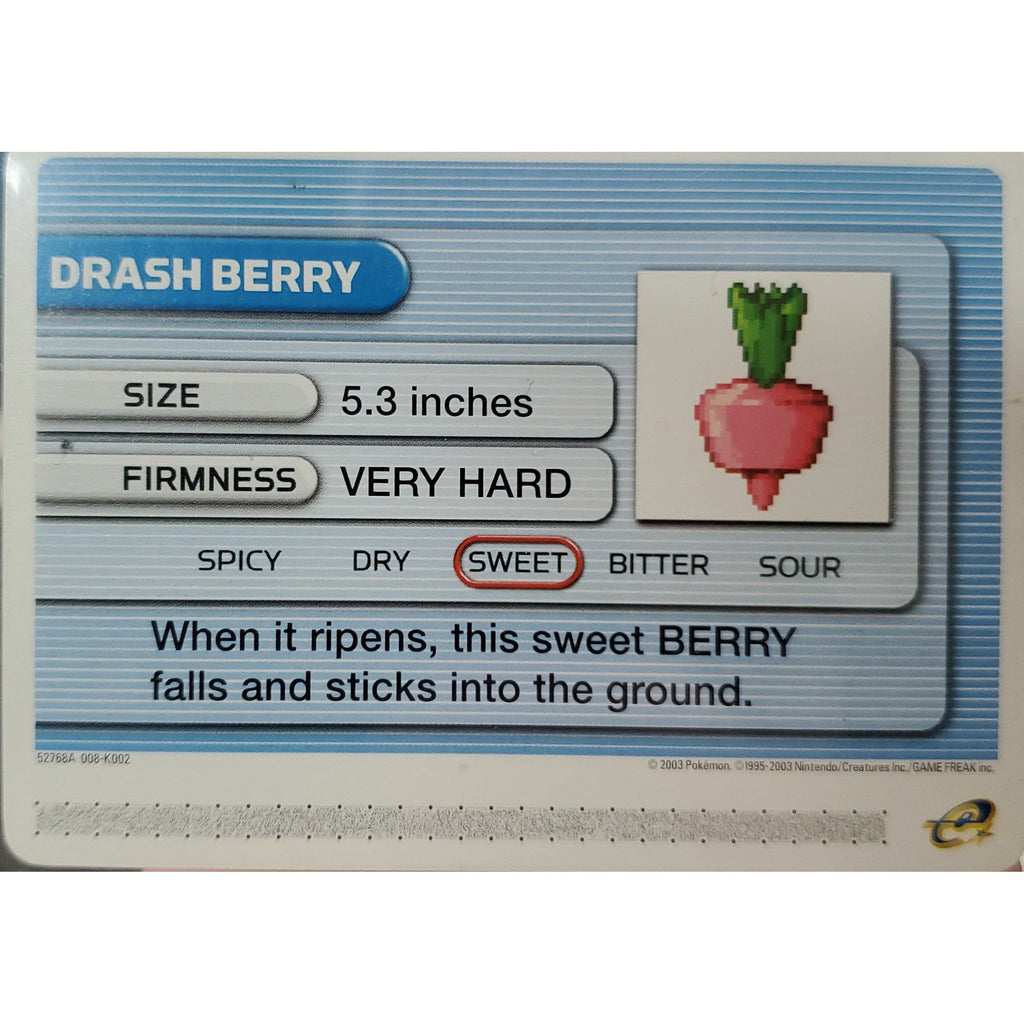 DRASH BERRY
SIZE 5.3 inches
FIRMNESS VERY HARD
SPICY DRY SWEET BITTER SOUR
When it ripens, this sweet BERRY
falls and sticks into the ground.
52768A 008-K002
© 2003 Pokémon. ©1995-2003 Nintendo/Creatures Inc./GAME FREAK inc.
e